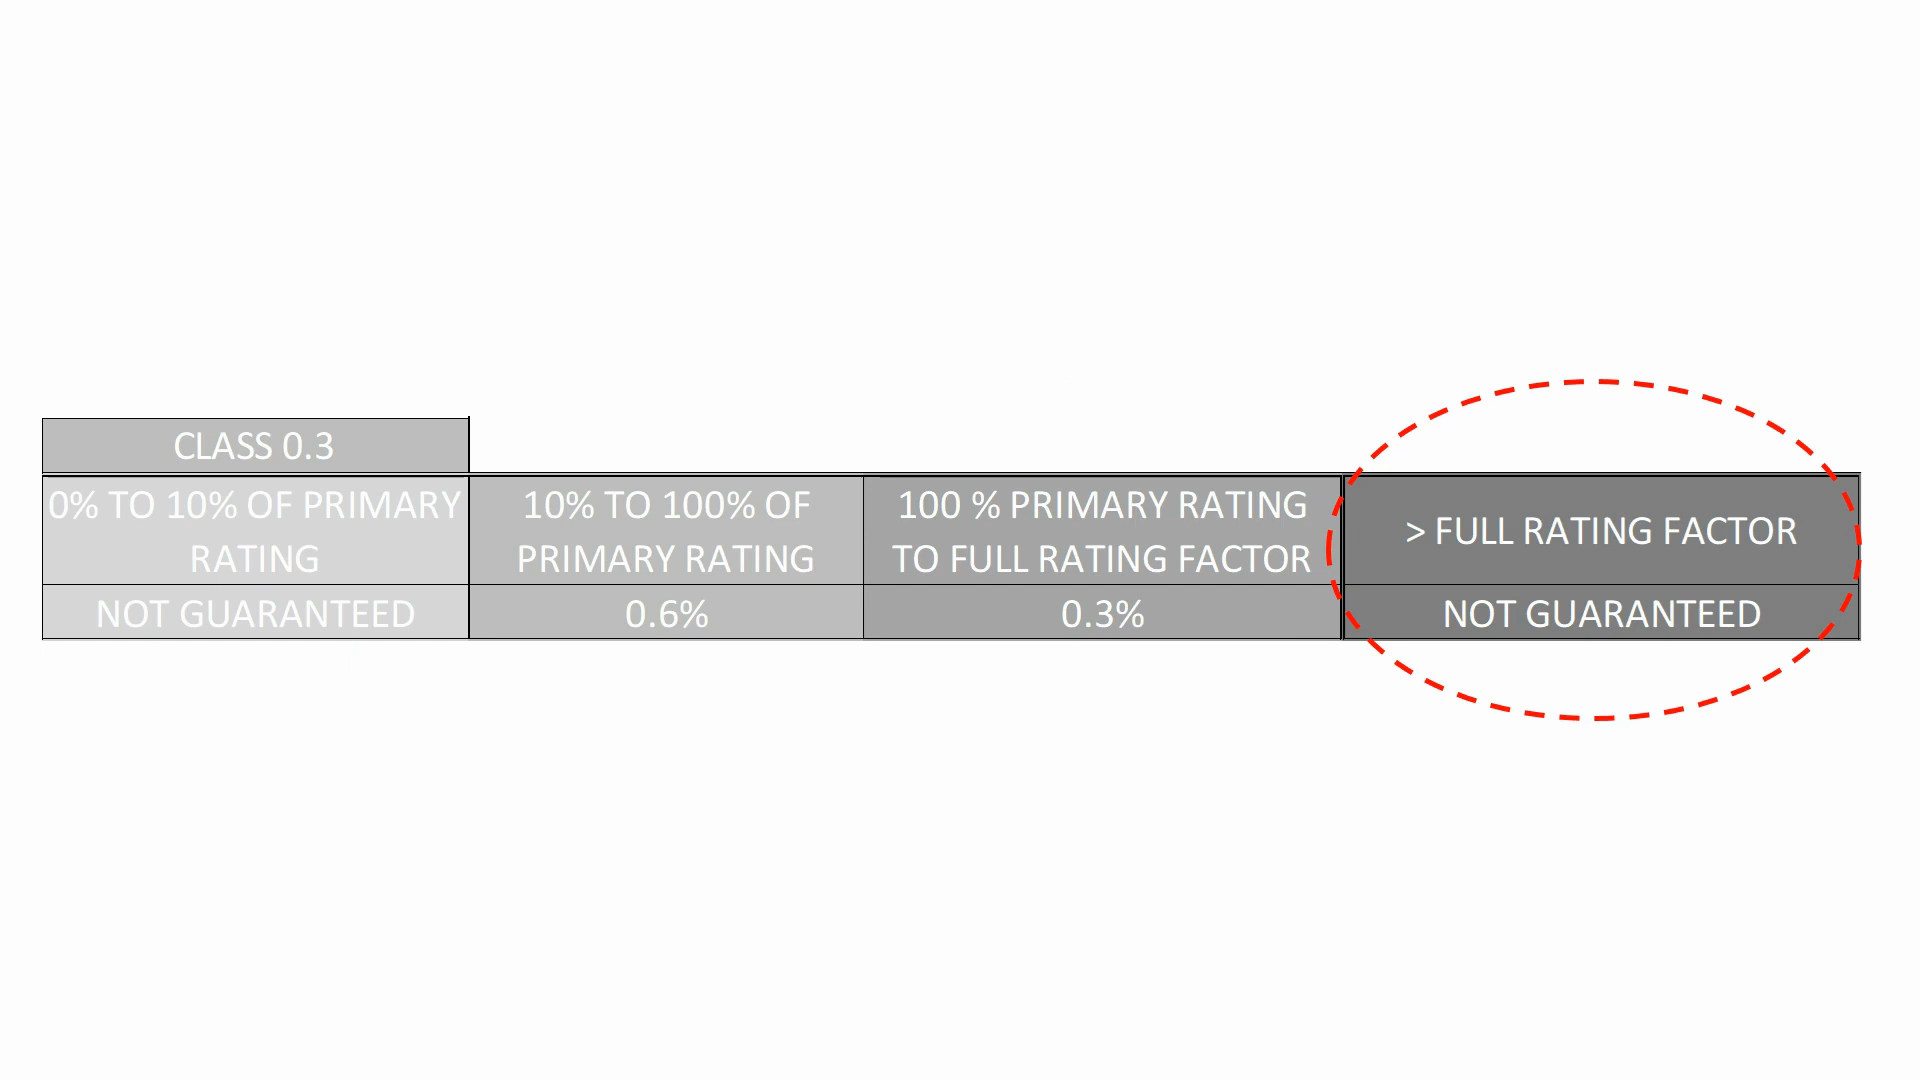 CLASS 0.3
0% TO 10% OF PRIMARY
RATING
10% TO 100% OF
PRIMARY RATING
100 % PRIMARY RATING
TO FULL RATING FACTOR
> FULL RATING FACTOR
NOT GUARANTEED
0.6%
0.3%
NOT GUARANTEED